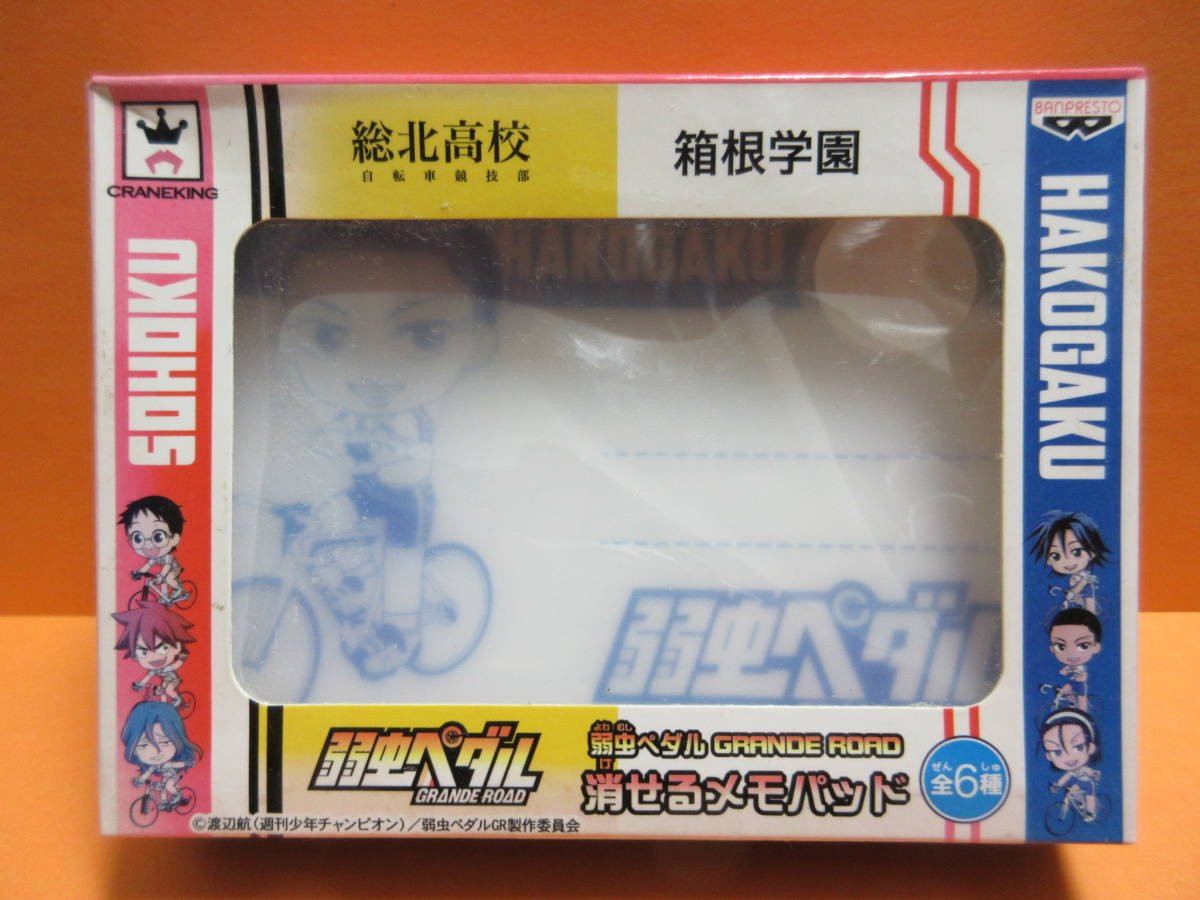 CRANEKING
SOHOKU
総北高校
自転車競技部
箱根学園
BANPRESTO
HAKOGAKU
HAKOGAKU
弱虫ペダル
弱虫ペダル
GRANDE ROAD
よわ むし
弱虫ペダル GRANDE ROAD
け
消せるメモパッド
ぜん しゅ
全6種
©渡辺航(週刊少年チャンピオン)/弱虫ペダルGR製作委員会